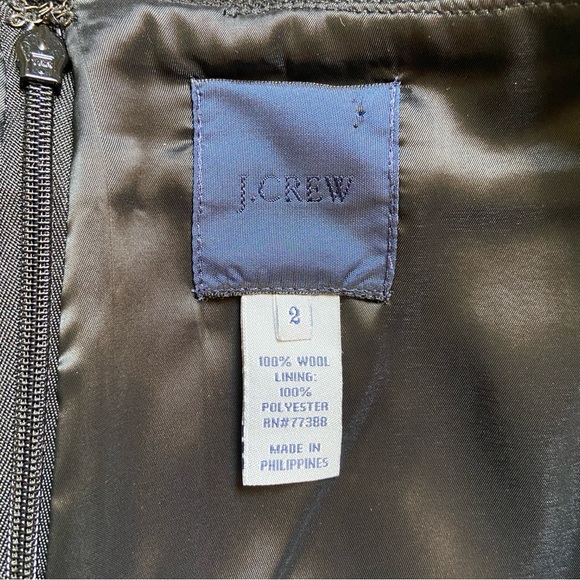 J.CREW
2
100% WOOL
LINING:
100%
POLYESTER
RN#77388
MADE IN
PHILIPPINES